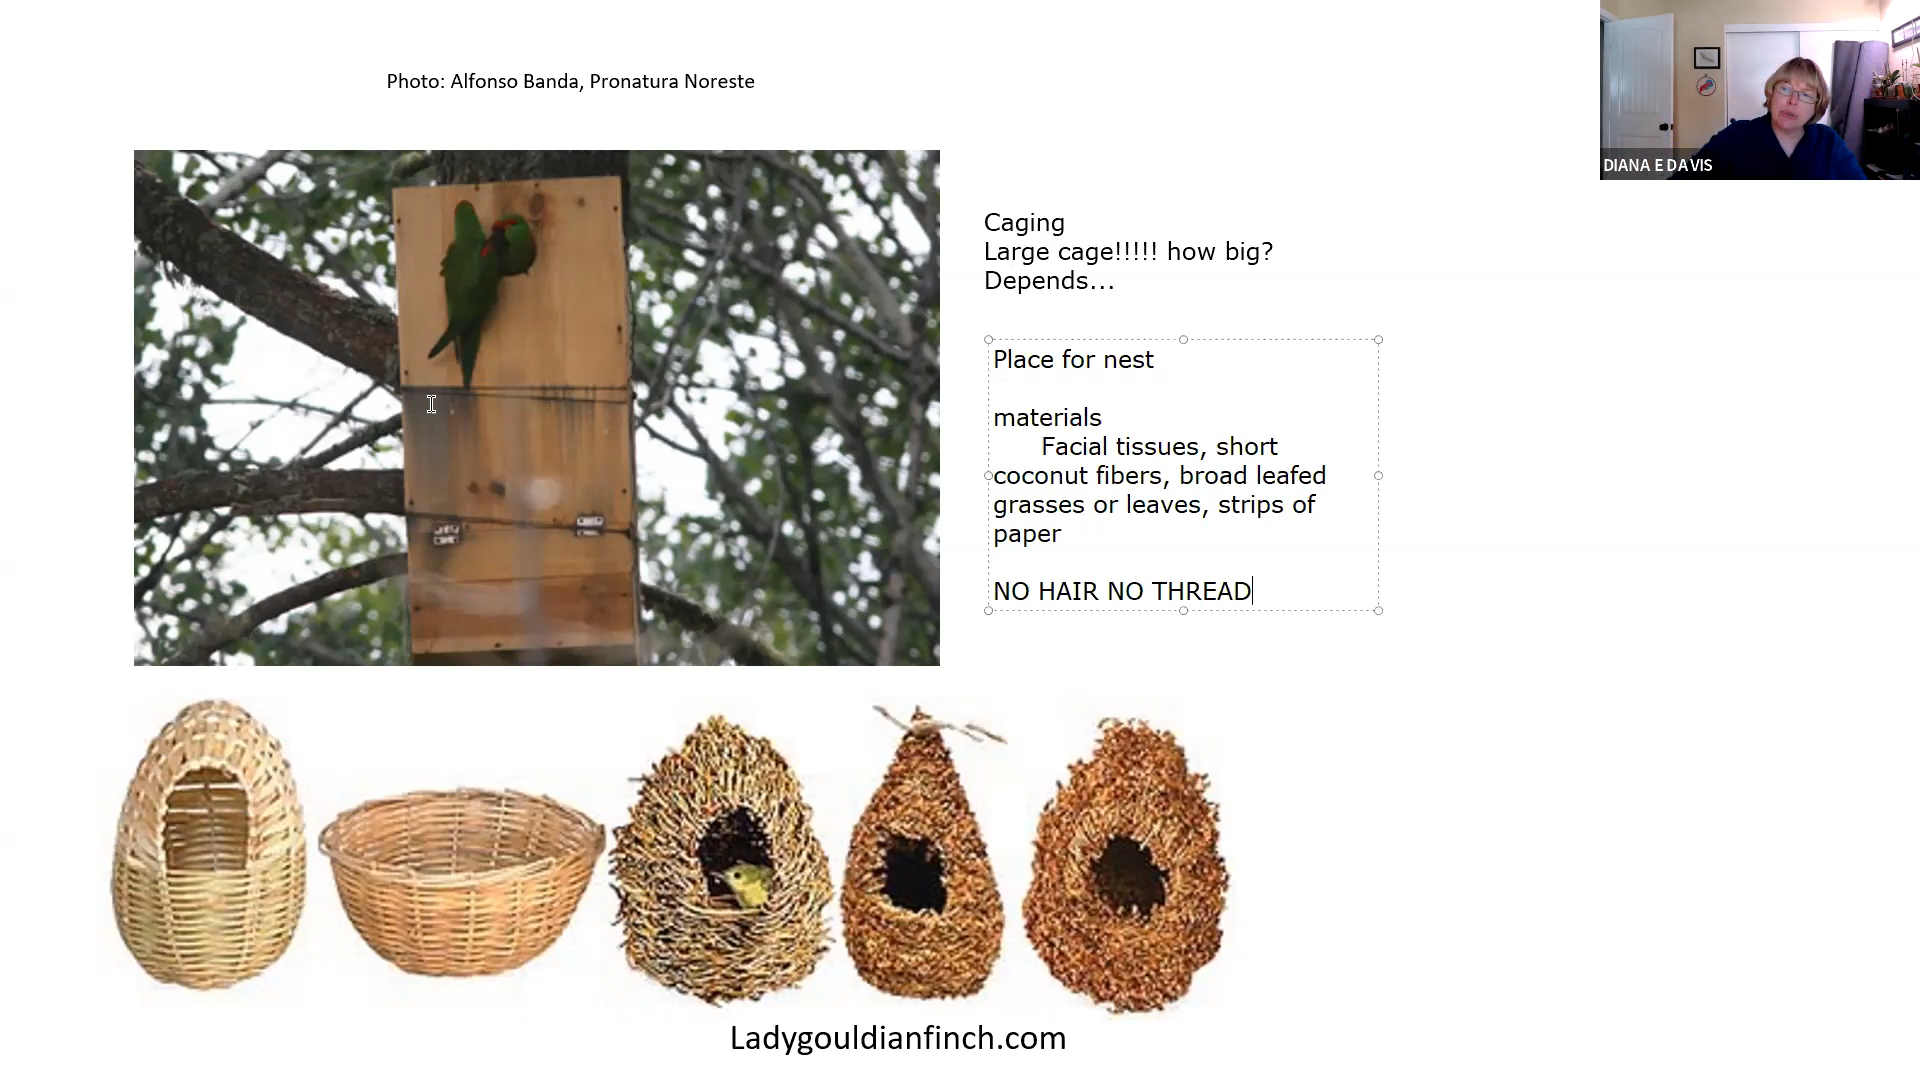 Photo: Alfonso Banda, Pronatura Noreste
DIANA E DAVIS
Caging
Large cage!!!!! how big?
Depends...
Place for nest
materials
Facial tissues, short
coconut fibers, broad leafed
grasses or leaves, strips of
paper
NO HAIR NO THREAD
Ladygouldianfinch.com